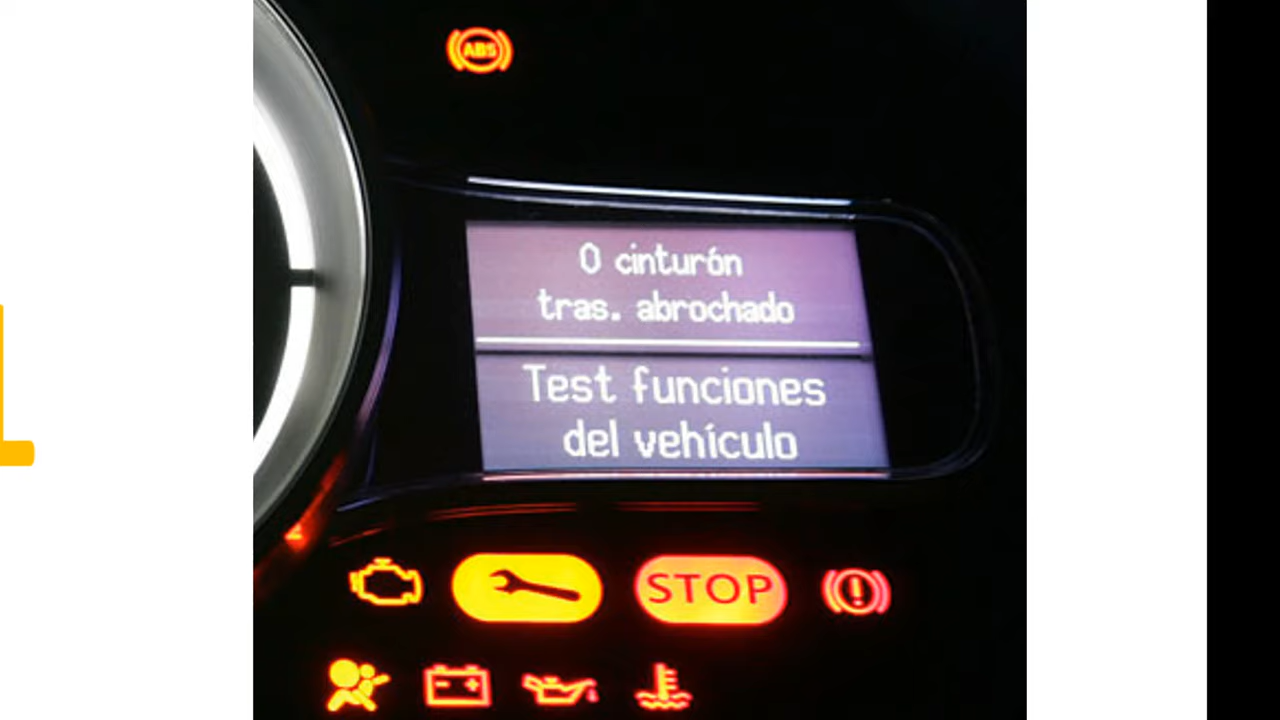 ABS
0 cinturón
tras. abrochado
Test funciones
del vehículo
STOP